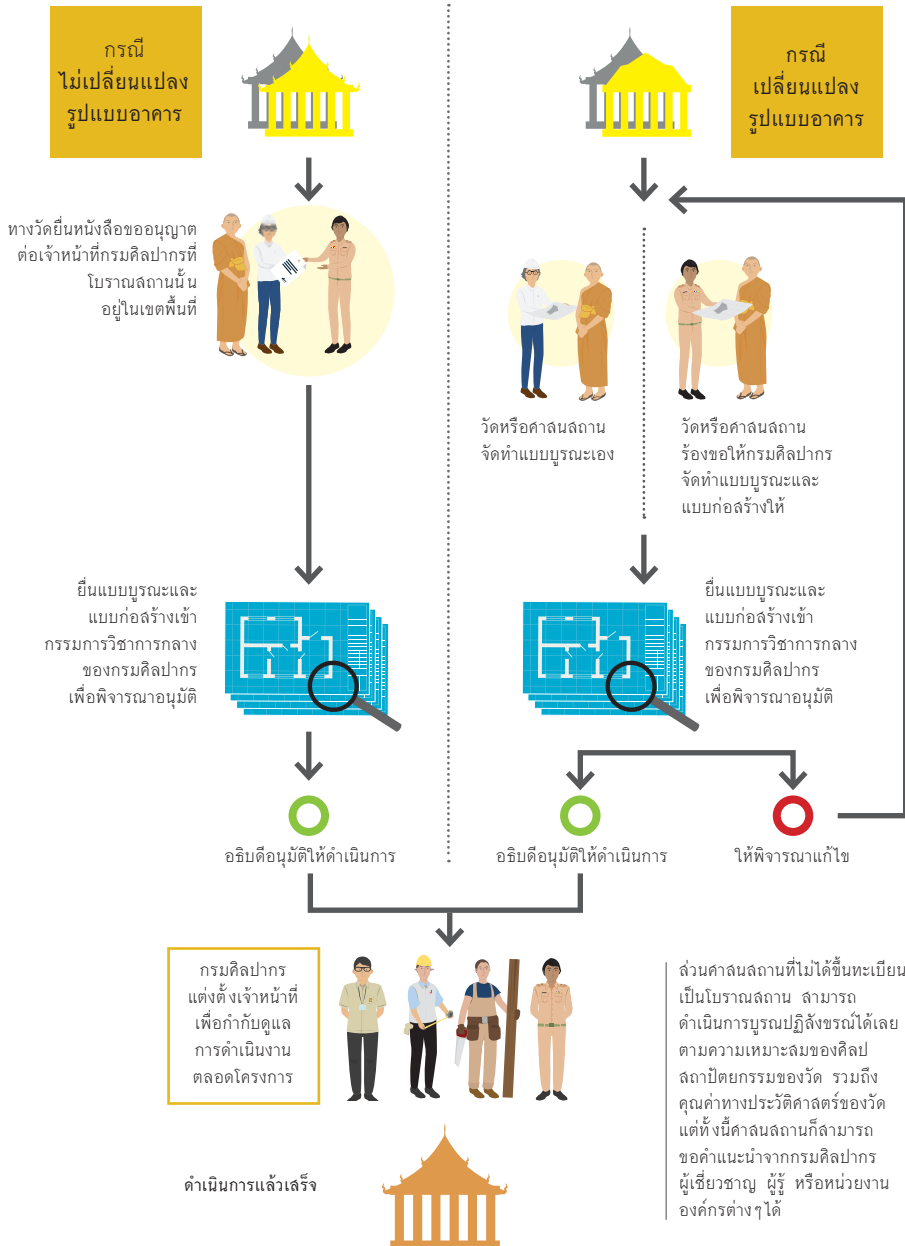 กรณี
ไม่เปลี่ยนแปลง
รูปแบบอาคาร
กรณี
เปลี่ยนแปลง
รูปแบบอาคาร
ทางวัดยื่นหนังสือขออนุญาต
ต่อเจ้าหน้าที่กรมศิลปากรที่
โบราณสถานนั้น
อยู่ในเขตพื้นที่
วัดหรือศาสนสถาน
จัดทำแบบบูรณะเอง
วัดหรือศาสนสถาน
ร้องขอให้กรมศิลปากร
จัดทำแบบบูรณะและ
แบบก่อสร้างให้
ยื่นแบบบูรณะและ
แบบก่อสร้างเข้า
กรรมการวิชาการกลาง
ของกรมศิลปากร
เพื่อพิจารณาอนุมัติ
ยื่นแบบบูรณะและ
แบบก่อสร้างเข้า
กรรมการวิชาการกลาง
ของกรมศิลปากร
เพื่อพิจารณาอนุมัติ
อธิบดีอนุมัติให้ดำเนินการ
อธิบดีอนุมัติให้ดำเนินการ
ให้พิจารณาแก้ไข
กรมศิลปากร
แต่งตั้งเจ้าหน้าที่
เพื่อกำกับดูแล
การดำเนินงาน
ตลอดโครงการ
ส่วนศาสนสถานที่ไม่ได้ขึ้นทะเบียน
เป็นโบราณสถาน สามารถ
ดำเนินการบูรณปฏิสังขรณ์ได้เลย
ตามความเหมาะสมของศิลป
สถาปัตยกรรมของวัด รวมถึง
คุณค่าทางประวัติศาสตร์ของวัด
แต่ทั้งนี้ศาสนสถานก็สามารถ
ขอคำแนะนำจากกรมศิลปากร
ผู้เชี่ยวชาญ ผู้รู้ หรือหน่วยงาน
องค์กรต่างๆได้
ดำเนินการแล้วเสร็จ